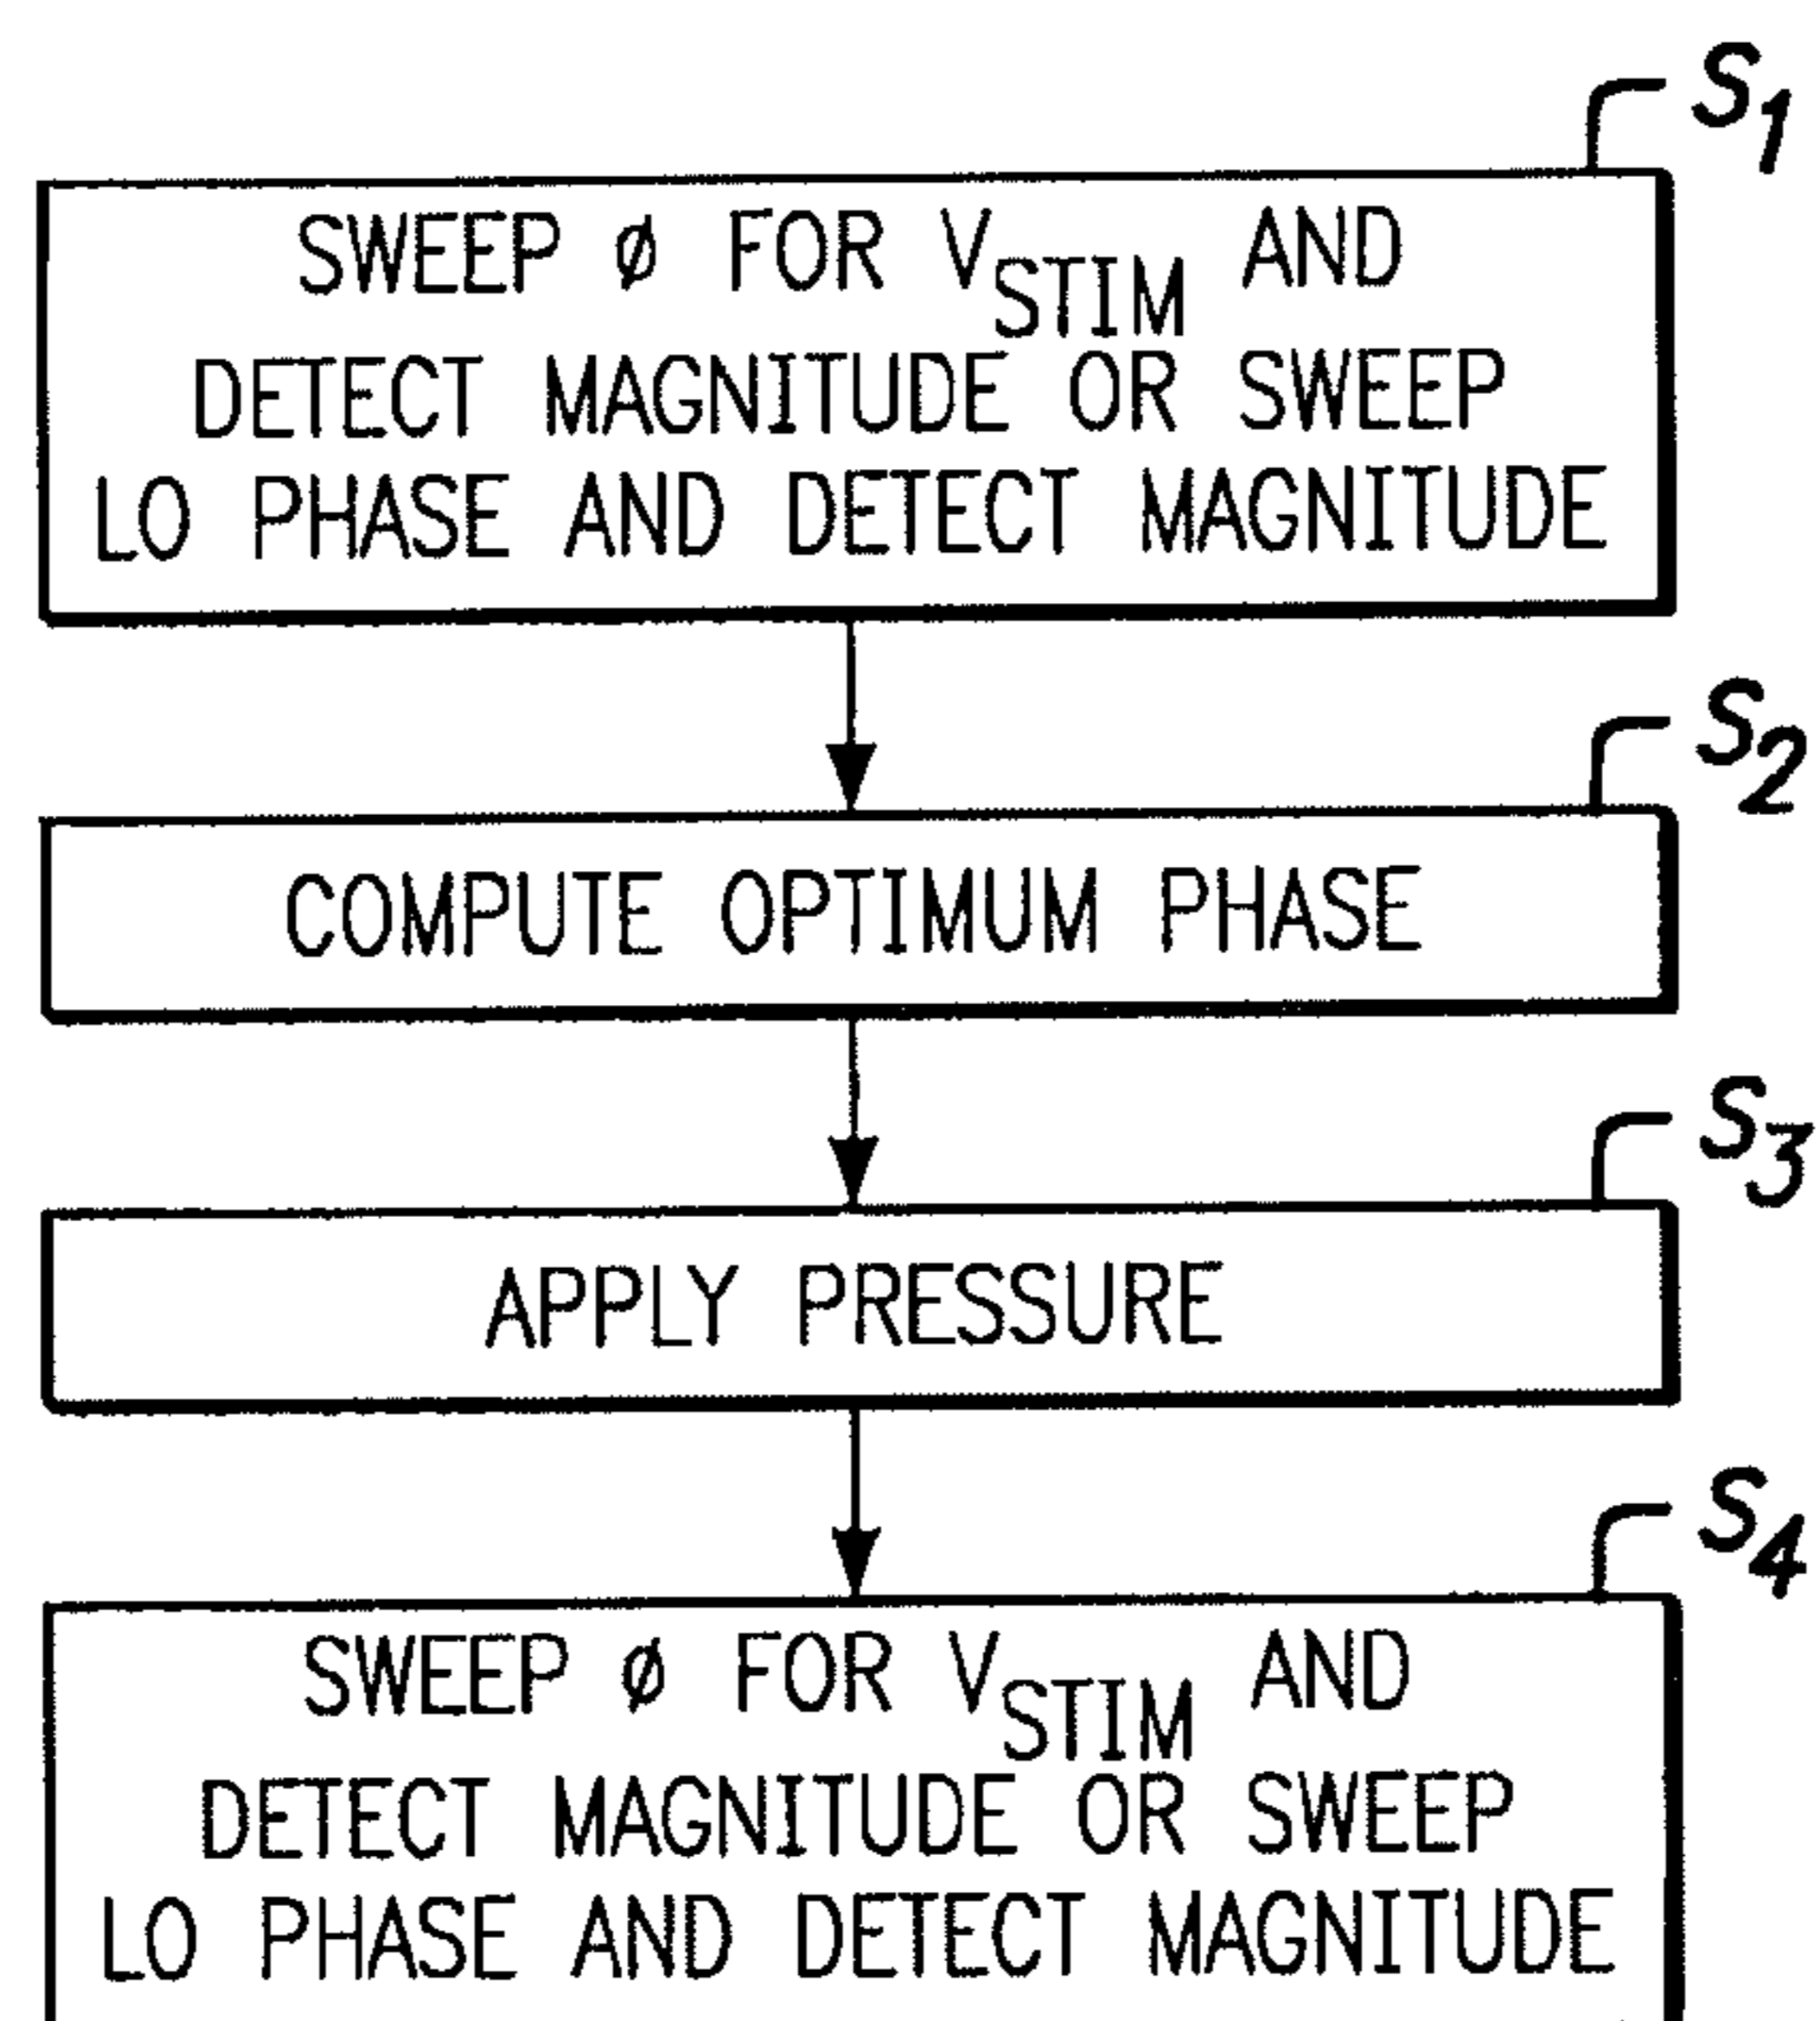 S1
SWEEP ø FOR VSTIM AND
DETECT MAGNITUDE OR SWEEP
LO PHASE AND DETECT MAGNITUDE
S2
COMPUTE OPTIMUM PHASE
S3
APPLY PRESSURE
S4
SWEEP ø FOR VSTIM AND
DETECT MAGNITUDE OR SWEEP
LO PHASE AND DETECT MAGNITUDE